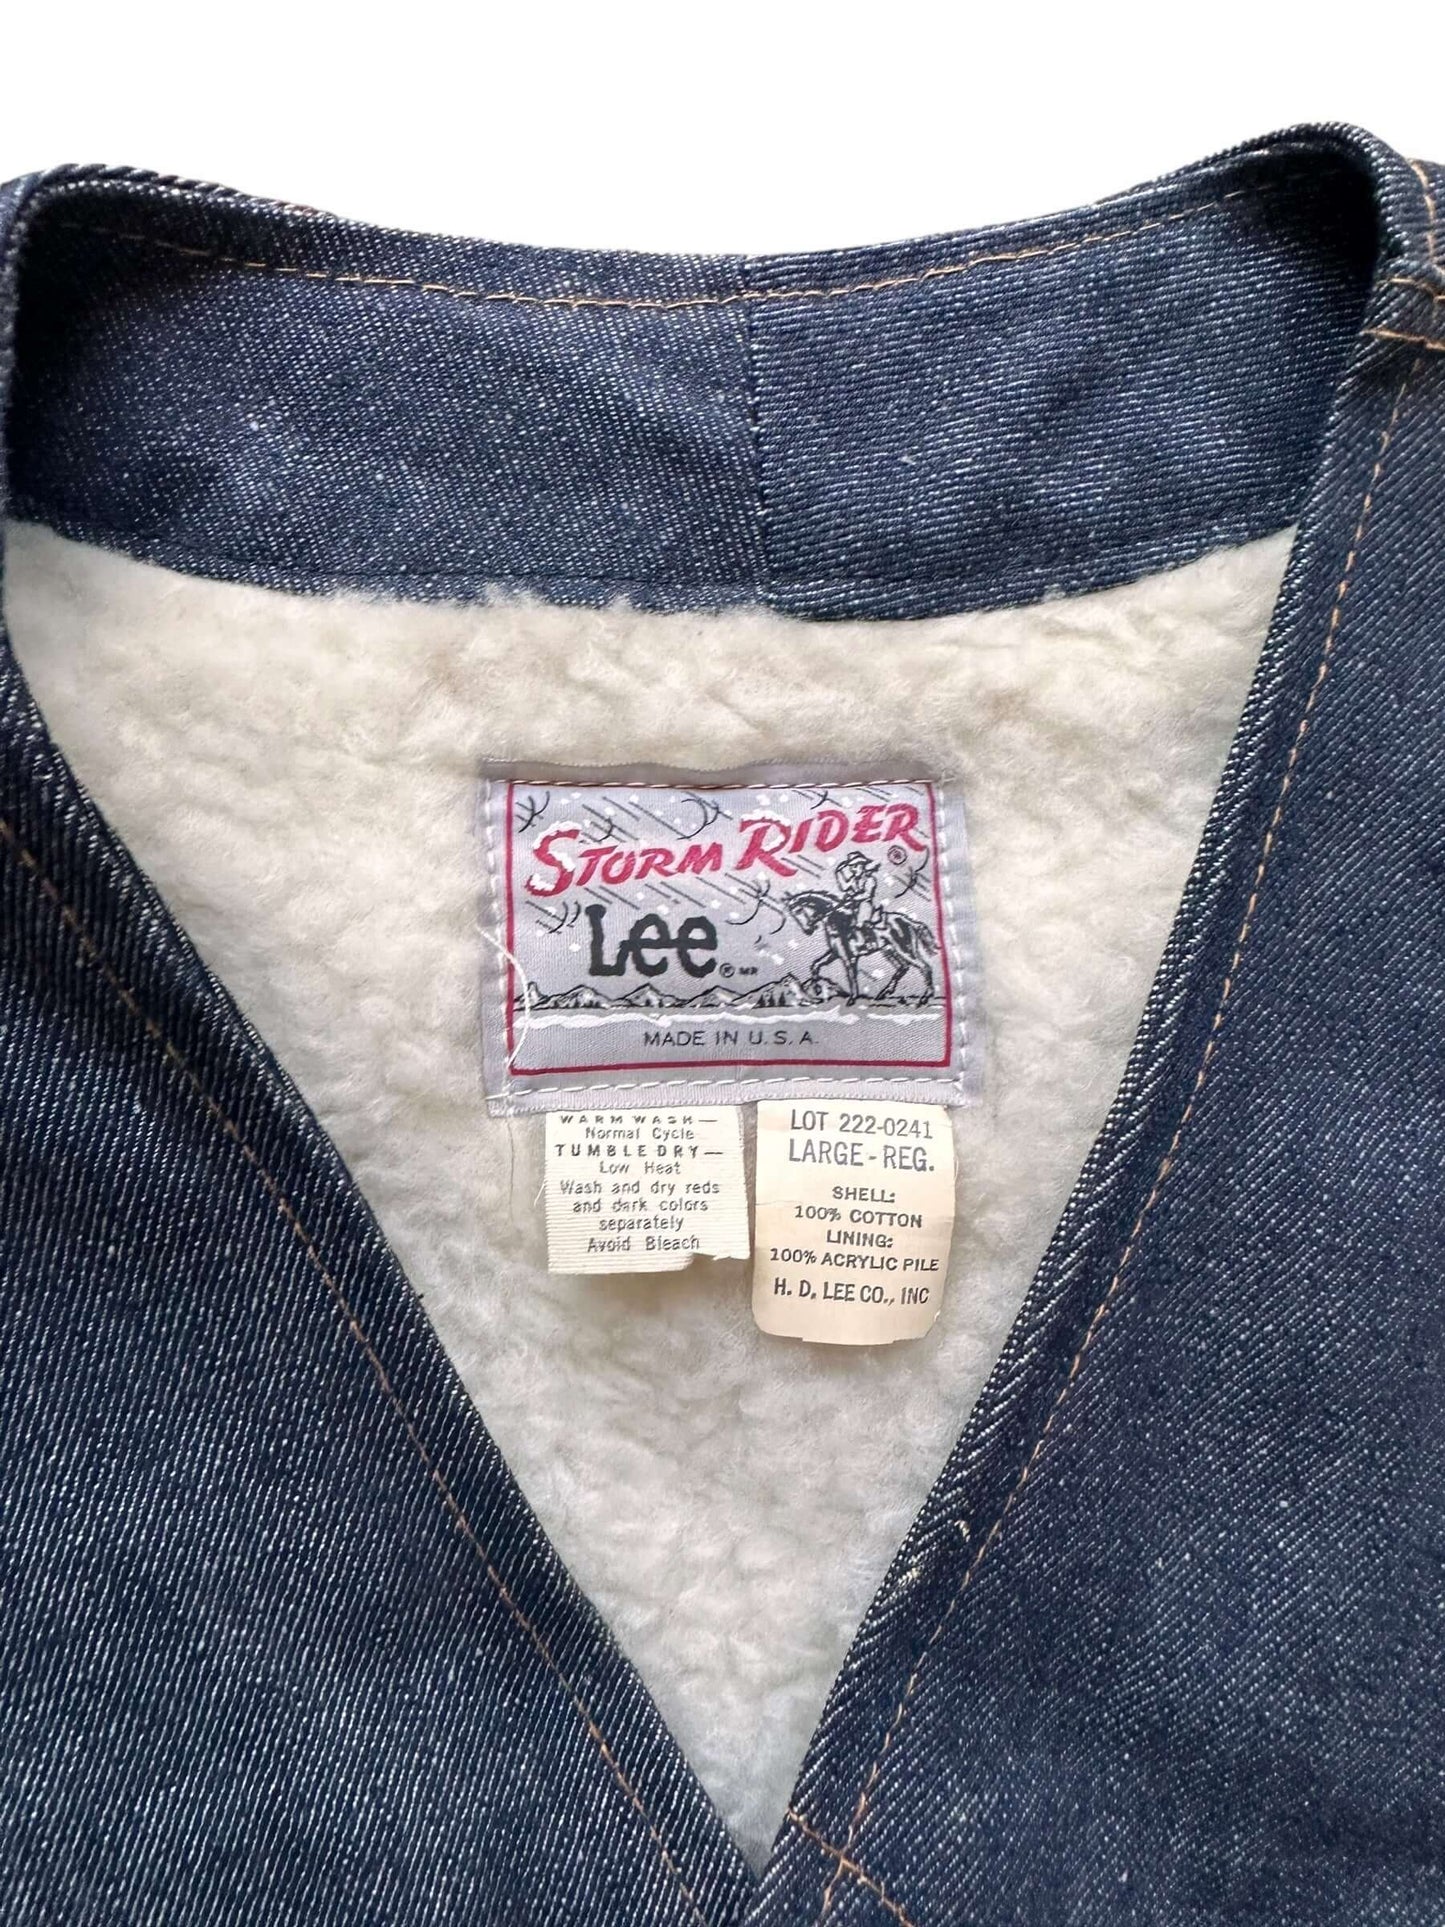 STORM RIDER ®
Lee ® MR
MADE IN U.S.A.
WARM WASH—
Normal Cycle
TUMBLE DRY—
Low Heat
Wash and dry reds
and dark colors
separately
Avoid Bleach
LOT 222-0241
LARGE-REG.
SHELL:
100% COTTON
LINING:
100% ACRYLIC PILE
H. D. LEE CO., INC